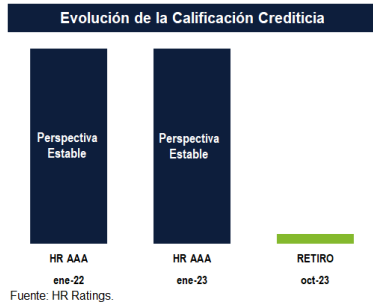 Evolución de la Calificación Crediticia
Perspectiva
Estable
Perspectiva
Estable
HR AAA
HR AAA
RETIRO
ene-22
ene-23
oct-23
Fuente: HR Ratings.